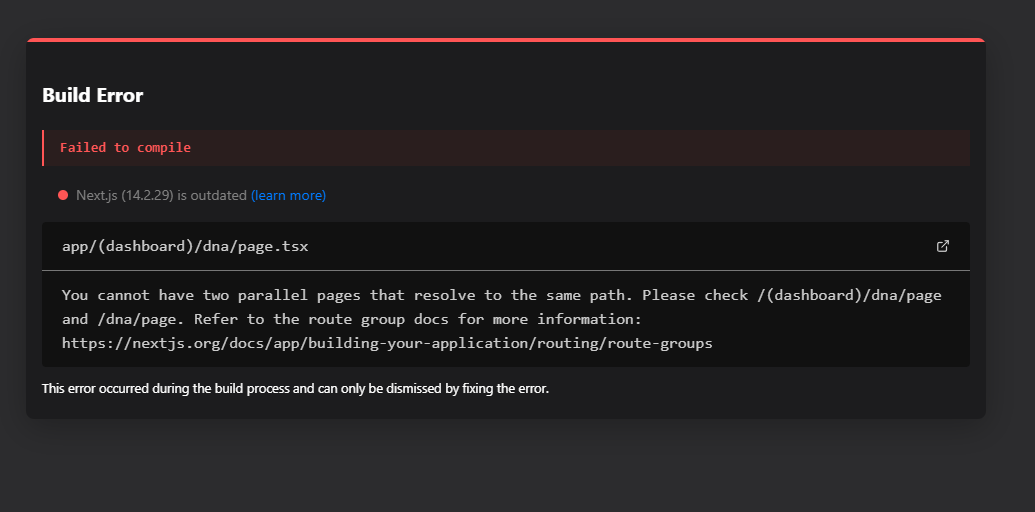 Build Error
Failed to compile
Next.js (14.2.29) is outdated (learn more)
app/(dashboard)/dna/page.tsx
You cannot have two parallel pages that resolve to the same path. Please check /(dashboard)/dna/page
and /dna/page. Refer to the route group docs for more information:
https://nextjs.org/docs/app/building-your-application/routing/route-groups
This error occurred during the build process and can only be dismissed by fixing the error.